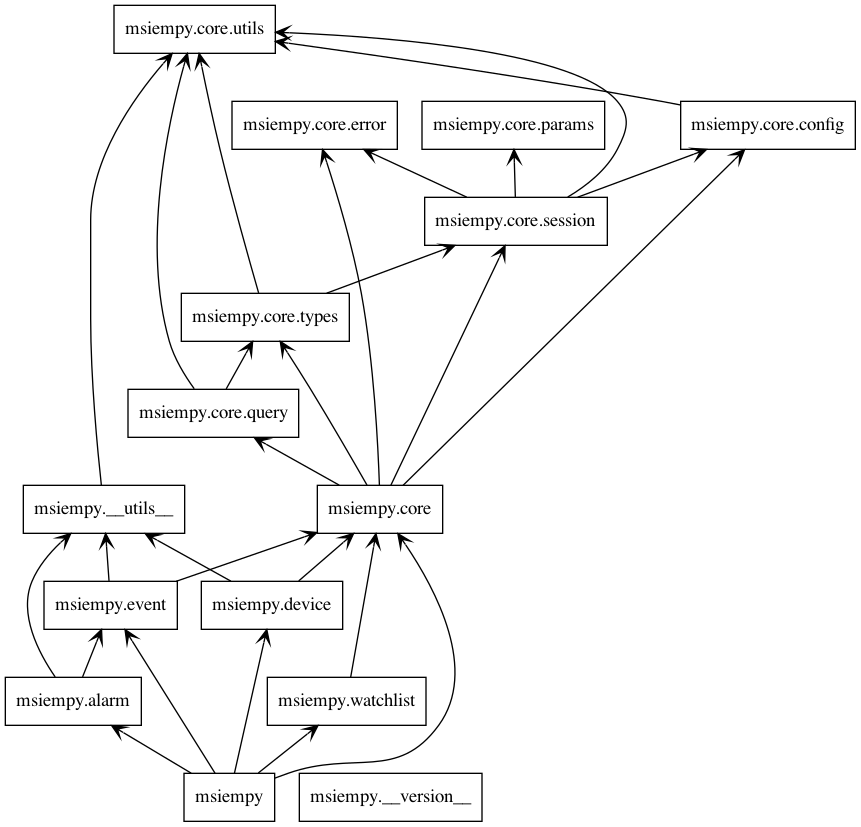 msiempy.core.utils
msiempy.core.error
msiempy.core.params
msiempy.core.config
msiempy.core.session
msiempy.core.types
msiempy.core.query
msiempy.__utils__
msiempy.core
msiempy.event
msiempy.device
msiempy.alarm
msiempy.watchlist
msiempy
msiempy.__version__